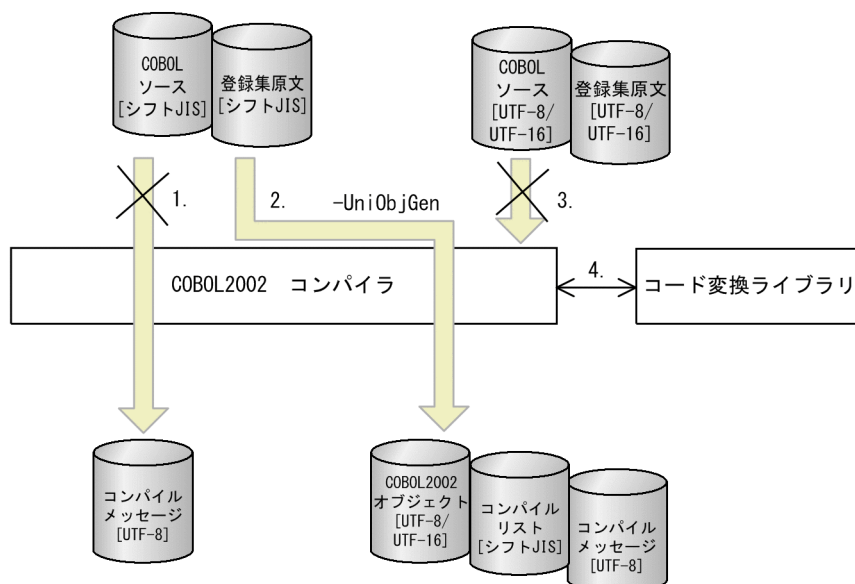 COBOL
ソース
[シフトJIS]
登録集原文
[シフトJIS]
COBOL
ソース
[UTF-8/
UTF-16]
登録集原文
[UTF-8/
UTF-16]
1.
2.
-UniObjGen
3.
COBOL2002 コンパイラ
4.
コード変換ライブラリ
コンパイル
メッセージ
[UTF-8]
COBOL2002
オブジェクト
[UTF-8/
UTF-16]
コンパイル
リスト
[シフトJIS]
コンパイル
メッセージ
[UTF-8]